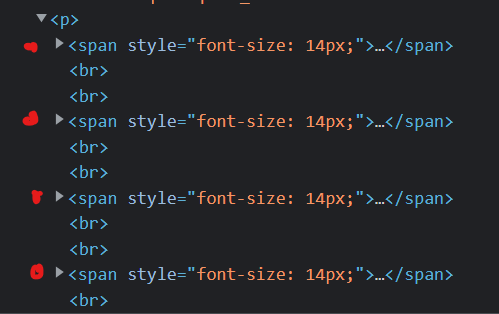 <p>
<span style="font-size: 14px;">…</span>
<br>
<br>
<span style="font-size: 14px;">…</span>
<br>
<br>
<span style="font-size: 14px;">…</span>
<br>
<br>
<span style="font-size: 14px;">…</span>
<br>